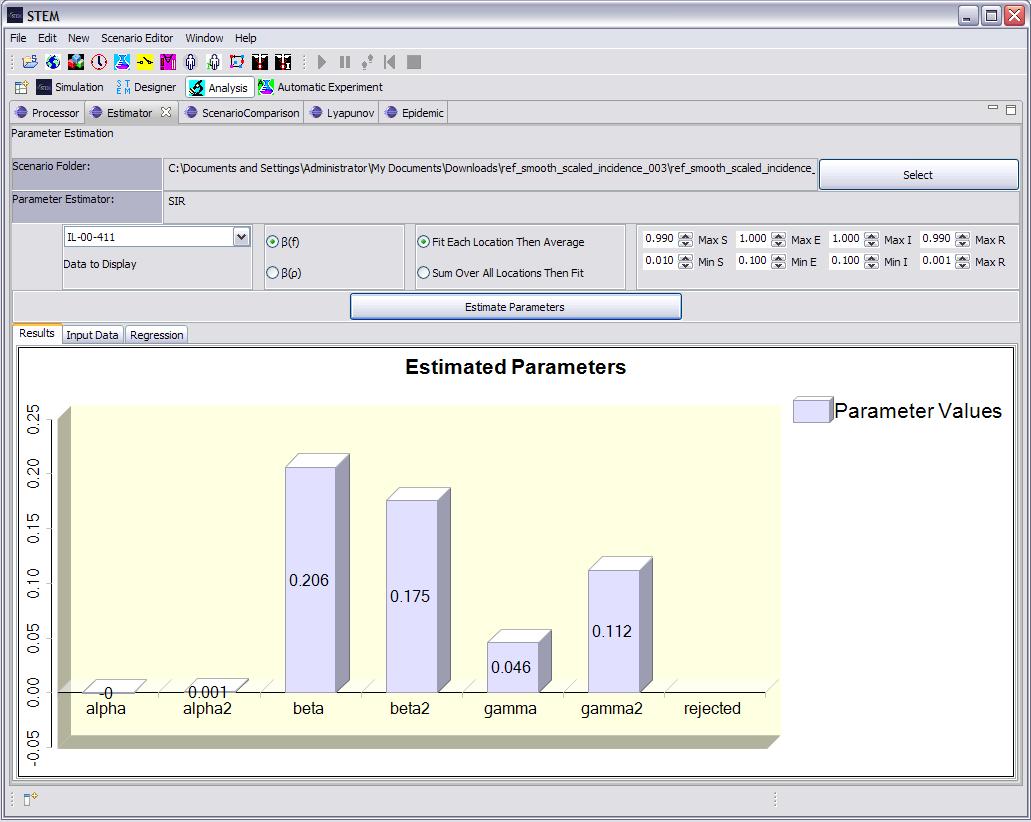 STEM
File Edit New Scenario Editor Window Help
Simulation Designer Analysis Automatic Experiment
Processor Estimator ScenarioComparison Lyapunov Epidemic
Parameter Estimation
Scenario Folder: C:\Documents and Settings\Administrator\My Documents\Downloads\ref_smooth_scaled_incidence_003\ref_smooth_scaled_incidence_ Select
Parameter Estimator: SIR
IL-00-411 β(f) Fit Each Location Then Average 0.990 Max S 1.000 Max E 1.000 Max I 0.990 Max R
Data to Display β(ρ) Sum Over All Locations Then Fit 0.010 Min S 0.100 Min E 0.100 Min I 0.001 Max R
Estimate Parameters
Results Input Data Regression
Estimated Parameters
Parameter Values
0.25
0.20
0.15
0.10
0.05
0.00
-0.05
-0 0.001 0.206 0.175 0.046 0.112
alpha alpha2 beta beta2 gamma gamma2 rejected